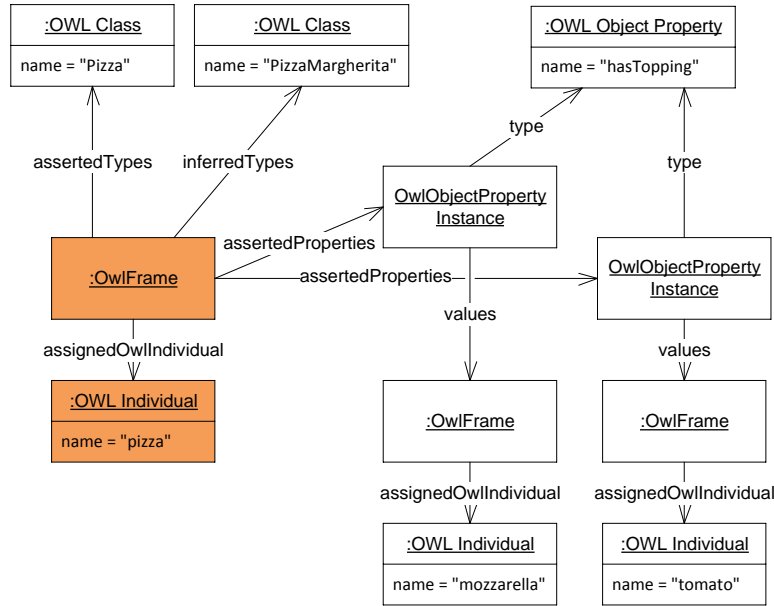 :OWL Class
name = "Pizza"
:OWL Class
name = "PizzaMargherita"
:OWL Object Property
name = "hasTopping"
type
assertedTypes
inferredTypes
type
OwlObjectProperty
Instance
assertedProperties
:OwlFrame
assertedProperties
OwlObjectProperty
Instance
values
assignedOwlIndividual
values
:OWL Individual
name = "pizza"
:OwlFrame
:OwlFrame
assignedOwlIndividual
assignedOwlIndividual
:OWL Individual
name = "mozzarella"
:OWL Individual
name = "tomato"